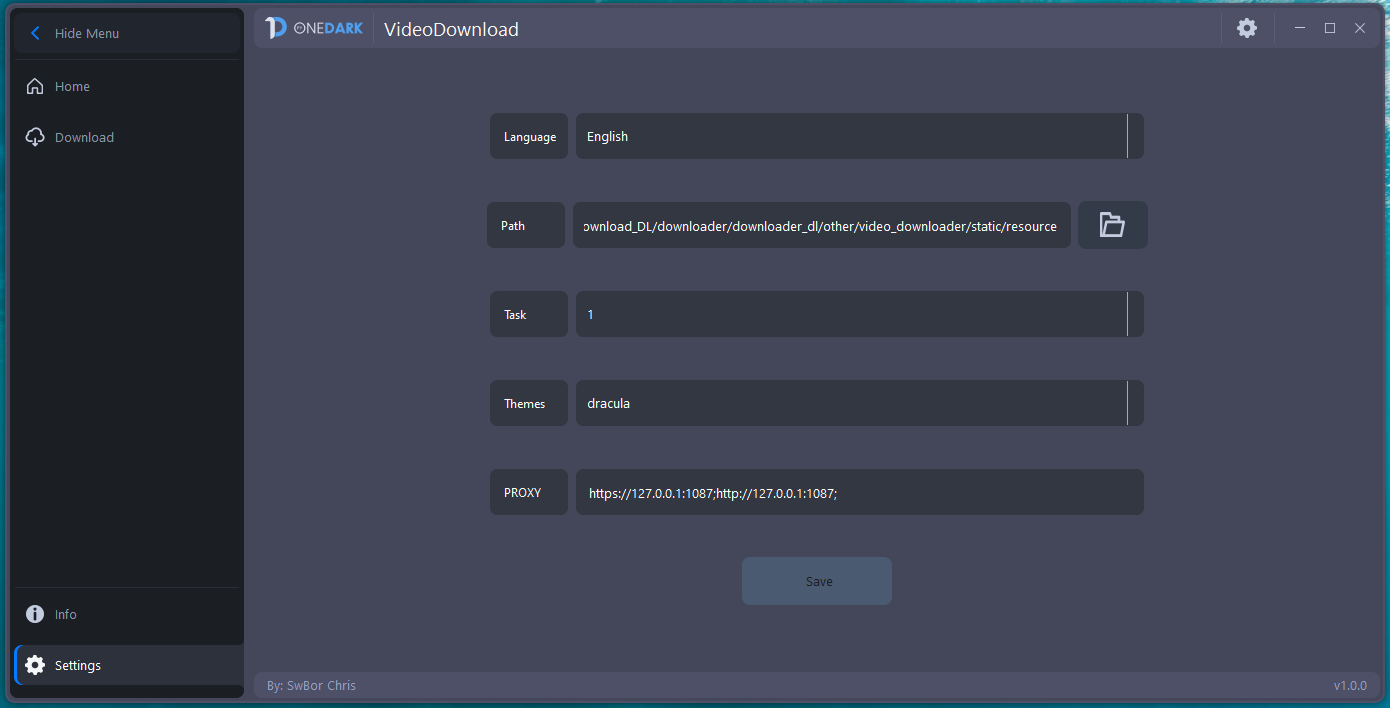 Hide Menu
Home
Download
Info
Settings
PY ONEDARK
VideoDownload
Language
English
Path
ownload_DL/downloader/downloader_dl/other/video_downloader/static/resource
Task
1
Themes
dracula
PROXY
https://127.0.0.1:1087;http://127.0.0.1:1087;
Save
By: SwBor Chris
v1.0.0